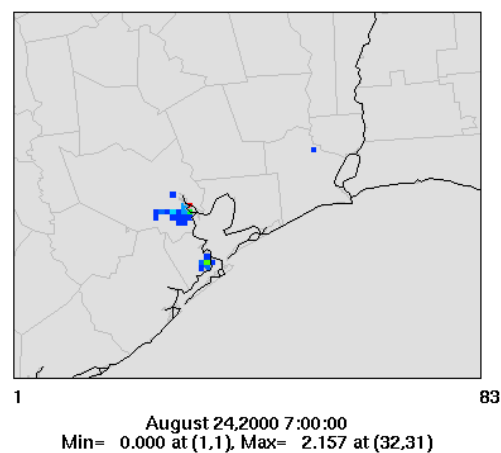 1 83
August 24,2000 7:00:00
Min= 0.000 at (1,1), Max= 2.157 at (32,31)